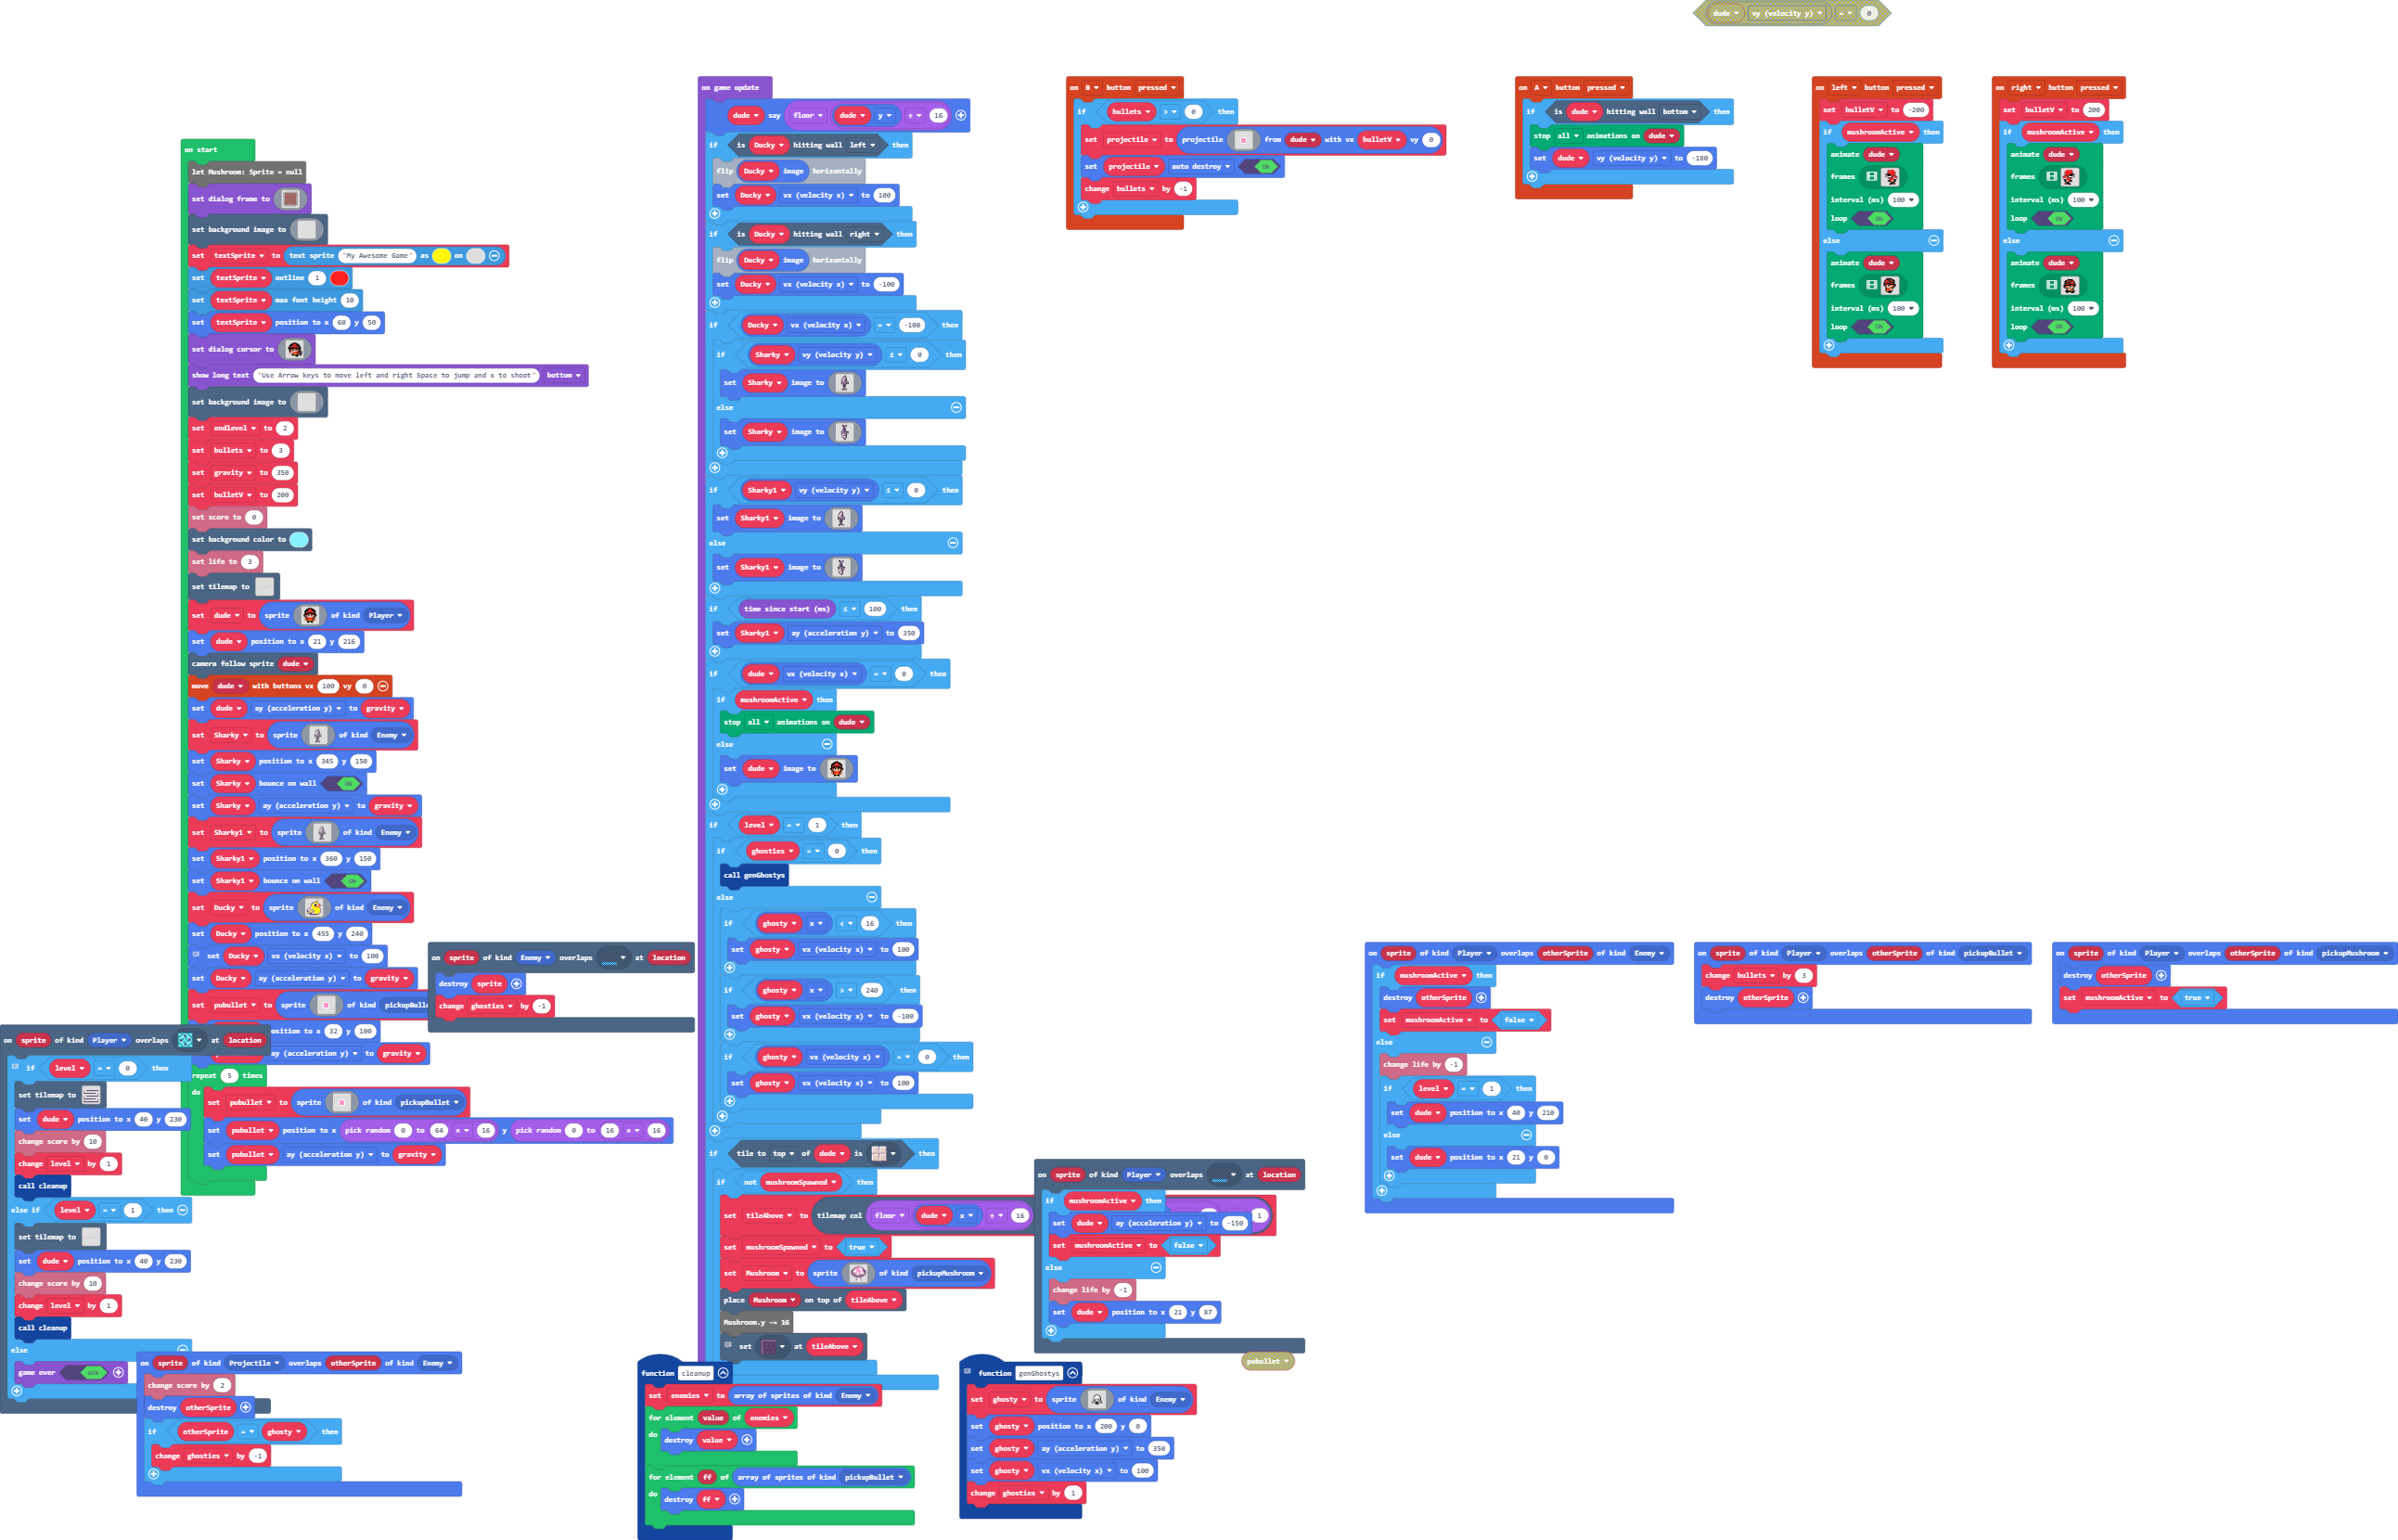 dude vy (velocity y) = 0
on start
let Mushroom: Sprite = null
set dialog frame to
set background image to
set textSprite to text sprite "My Awesome Game" as on
set textSprite outline 1
set textSprite max font height 10
set textSprite position to x 60 y 50
set dialog cursor to
show long text "Use Arrow keys to move left and right Space to jump and x to shoot" bottom
set background image to
set endlevel to 2
set bullets to 3
set gravity to 350
set bulletV to 200
set score to 0
set background color to
set life to 3
set tilemap to
set dude to sprite of kind Player
set dude position to x 21 y 216
camera follow sprite dude
move dude with buttons vx 100 vy 0
set dude ay (acceleration y) to gravity
set Sharky to sprite of kind Enemy
set Sharky position to x 345 y 150
set Sharky bounce on wall ON
set Sharky ay (acceleration y) to gravity
set Sharky1 to sprite of kind Enemy
set Sharky1 position to x 360 y 150
set Sharky1 bounce on wall ON
set Ducky to sprite of kind Enemy
set Ducky position to x 455 y 240
set Ducky vx (velocity x) to 100
set Ducky ay (acceleration y) to gravity
set pubullet to sprite of kind
position to x 32 y 100
ay (acceleration y) to gravity
repeat 5 times
do
set pubullet to sprite of kind pickupBullet
set pubullet position to x pick random 0 to 64 × 16 y pick random 0 to 16 × 16
set pubullet ay (acceleration y) to gravity
on sprite of kind Enemy overlaps at location
destroy sprite
change ghosties by -1
on sprite of kind Player overlaps at location
if level = 0 then
set tilemap to
set dude position to x 40 y 230
change score by 10
change level by 1
call cleanup
else if level = 1 then
set tilemap to
set dude position to x 40 y 230
change score by 10
change level by 1
call cleanup
else
game over WIN
on sprite of kind Projectile overlaps otherSprite of kind Enemy
change score by 2
destroy otherSprite
if otherSprite = ghosty then
change ghosties by -1
on game update
dude say floor dude y ÷ 16
if is Ducky hitting wall left then
flip Ducky image horizontally
set Ducky vx (velocity x) to 100
if is Ducky hitting wall right then
flip Ducky image horizontally
set Ducky vx (velocity x) to -100
if Ducky vx (velocity x) = -100 then
if Sharky vy (velocity y) ≤ 0 then
set Sharky image to
else
set Sharky image to
if Sharky1 vy (velocity y) ≤ 0 then
set Sharky1 image to
else
set Sharky1 image to
if time since start (ms) ≤ 100 then
set Sharky1 ay (acceleration y) to 350
if dude vx (velocity x) = 0 then
if mushroomActive then
stop all animations on dude
else
set dude image to
if level = 1 then
if ghosties = 0 then
call genGhostys
else
if ghosty x < 16 then
set ghosty vx (velocity x) to 100
if ghosty x > 240 then
set ghosty vx (velocity x) to -100
if ghosty vx (velocity x) = 0 then
set ghosty vx (velocity x) to 100
if tile to top of dude is then
if not mushroomSpawned then
set tileAbove to tilemap col floor dude x ÷ 16 1
set mushroomSpawned to true
set Mushroom to sprite of kind pickupMushroom
place Mushroom on top of tileAbove
Mushroom.y -= 16
set at tileAbove
function cleanup
set enemies to array of sprites of kind Enemy
for element value of enemies
do destroy value
for element ff of array of sprites of kind pickupBullet
do destroy ff
function genGhostys
set ghosty to sprite of kind Enemy
set ghosty position to x 200 y 0
set ghosty ay (acceleration y) to 350
set ghosty vx (velocity x) to 100
change ghosties by 1
on sprite of kind Player overlaps at location
if mushroomActive then
set dude ay (acceleration y) to -150
set mushroomActive to false
else
change life by -1
set dude position to x 21 y 87
pubullet
on B button pressed
if bullets > 0 then
set projectile to projectile from dude with vx bulletV vy 0
set projectile auto destroy ON
change bullets by -1
on A button pressed
if is dude hitting wall bottom then
stop all animations on dude
set dude vy (velocity y) to -180
on left button pressed
set bulletV to -200
if mushroomActive then
animate dude
frames
interval (ms) 100
loop ON
else
animate dude
frames
interval (ms) 100
loop ON
on right button pressed
set bulletV to 200
if mushroomActive then
animate dude
frames
interval (ms) 100
loop ON
else
animate dude
frames
interval (ms) 100
loop ON
on sprite of kind Player overlaps otherSprite of kind Enemy
if mushroomActive then
destroy otherSprite
set mushroomActive to false
else
change life by -1
if level = 1 then
set dude position to x 40 y 210
else
set dude position to x 21 y 0
on sprite of kind Player overlaps otherSprite of kind pickupBullet
change bullets by 3
destroy otherSprite
on sprite of kind Player overlaps otherSprite of kind pickupMushroom
destroy otherSprite
set mushroomActive to true